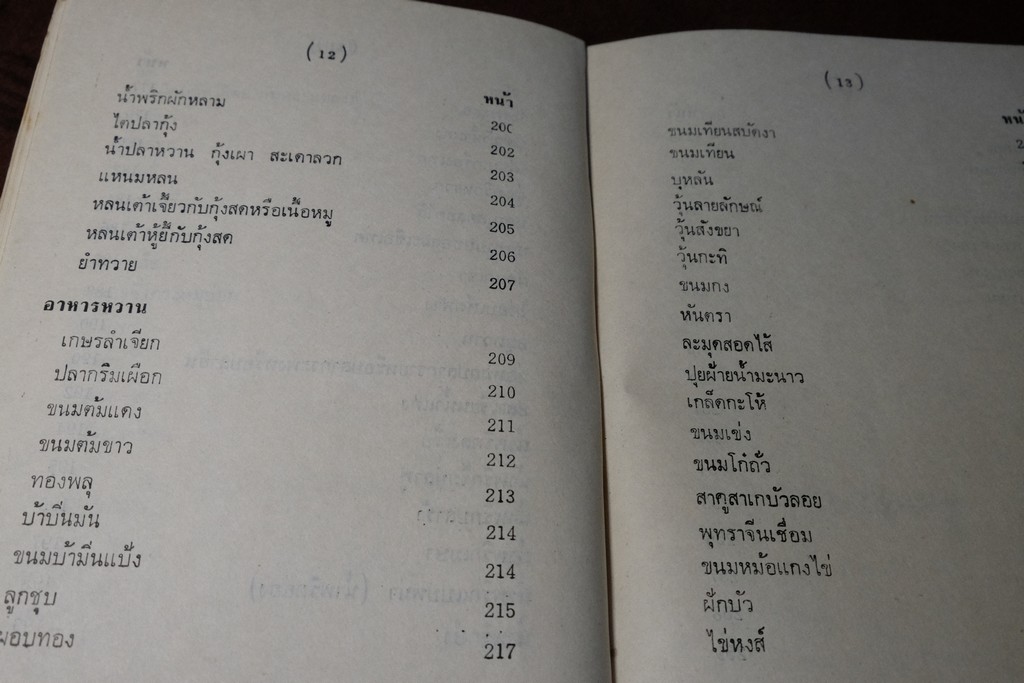 (12)
หน้า
น้ำพริกผักหลาม 200
ไตปลากุ้ง 202
น้ำปลาหวาน กุ้งเผา สะเดาลวก 203
แหนมหลน 204
หลนเต้าเจี้ยวกับกุ้งสดหรือเนื้อหมู 205
หลนเต้าหู้ยี้กับกุ้งสด 206
ยำทวาย 207
อาหารหวาน
เกษรลำเจียก 209
ปลากริมเผือก 210
ขนมต้มแดง 211
ขนมต้มขาว 212
ทองพลุ 213
บ้าบิ่นมัน 214
ขนมบ้ามิ่นแป้ง 214
ลูกชุบ 215
ผอบทอง 217
(13)
ขนมเทียนสบัดงา
ขนมเทียน
บุหลัน
วุ้นลายลักษณ์
วุ้นสังขยา
วุ้นกะทิ
ขนมกง
หันตรา
ละมุดสอดไส้
ปุยฝ้ายน้ำมะนาว
เกล็ดกะโห้
ขนมเข่ง
ขนมโก๋ถั่ว
สาคูสาเกบัวลอย
พุทราจีนเชื่อม
ขนมหม้อแกงไข่
ฝักบัว
ไข่หงส์